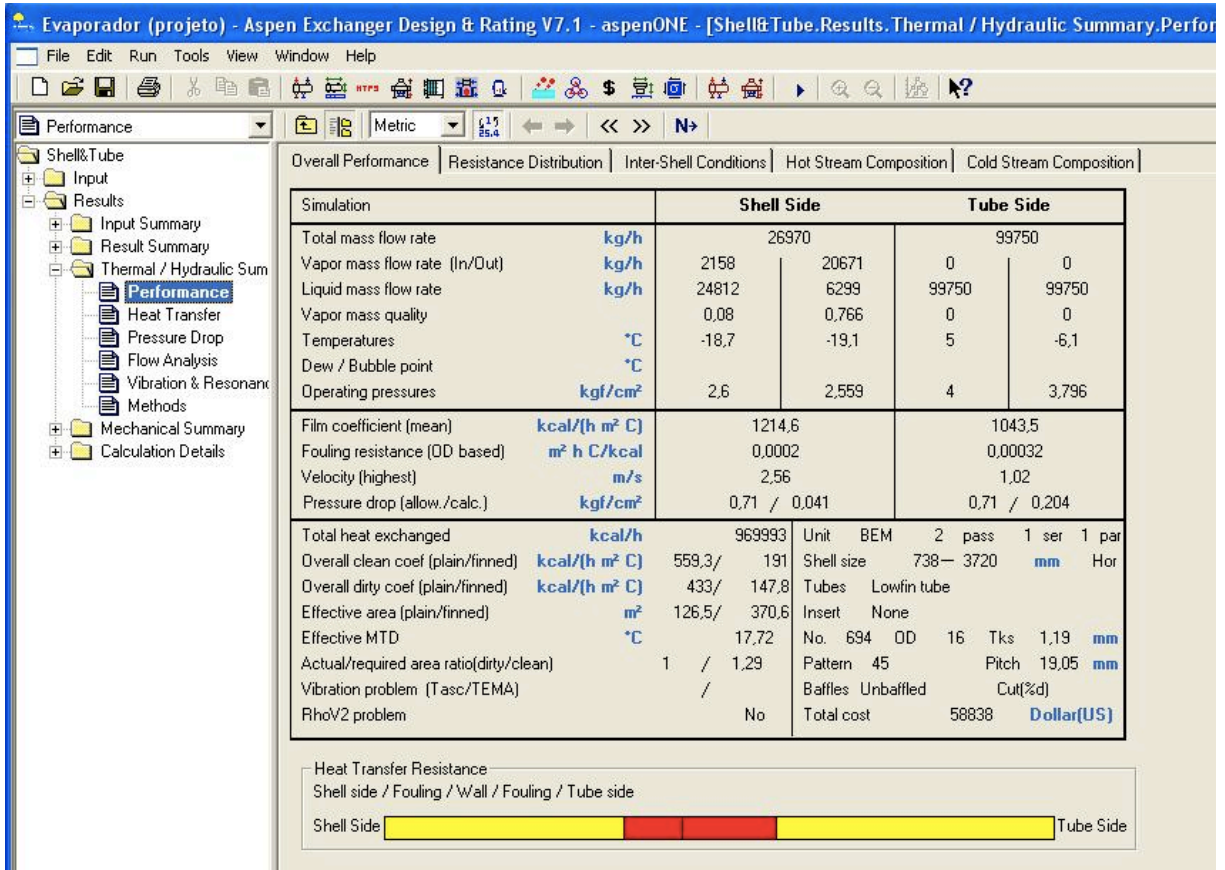 Evaporador (projeto) - Aspen Exchanger Design & Rating V7.1 - aspenONE - [Shell&Tube.Results.Thermal / Hydraulic Summary.Perfor
File Edit Run Tools View Window Help
HTFS $ ?
Performance Metric N
Shell&Tube
Input
Results
Input Summary
Result Summary
Thermal / Hydraulic Sum
Performance
Heat Transfer
Pressure Drop
Flow Analysis
Vibration & Resonanc
Methods
Mechanical Summary
Calculation Details
Overall Performance Resistance Distribution Inter-Shell Conditions Hot Stream Composition Cold Stream Composition
Simulation Shell Side Tube Side
Total mass flow rate kg/h 26970 99750
Vapor mass flow rate (In/Out) kg/h 2158 20671 0 0
Liquid mass flow rate kg/h 24812 6299 99750 99750
Vapor mass quality 0,08 0,766 0 0
Temperatures °C -18,7 -19,1 5 -6,1
Dew / Bubble point °C
Operating pressures kgf/cm² 2,6 2,559 4 3,796
Film coefficient (mean) kcal/(h m² C) 1214,6 1043,5
Fouling resistance (OD based) m² h C/kcal 0,0002 0,00032
Velocity (highest) m/s 2,56 1,02
Pressure drop (allow./calc.) kgf/cm² 0,71 / 0,041 0,71 / 0,204
Total heat exchanged kcal/h 969993 Unit BEM 2 pass 1 ser 1 par
Overall clean coef (plain/finned) kcal/(h m² C) 559,3/ 191 Shell size 738— 3720 mm Hor
Overall dirty coef (plain/finned) kcal/(h m² C) 433/ 147,8 Tubes Lowfin tube
Effective area (plain/finned) m² 126,5/ 370,6 Insert None
Effective MTD °C 17,72 No. 694 OD 16 Tks 1,19 mm
Actual/required area ratio(dirty/clean) 1 / 1,29 Pattern 45 Pitch 19,05 mm
Vibration problem (Tasc/TEMA) / Baffles Unbaffled Cut(%d)
RhoV2 problem No Total cost 58838 Dollar(US)
Heat Transfer Resistance
Shell side / Fouling / Wall / Fouling / Tube side
Shell Side Tube Side